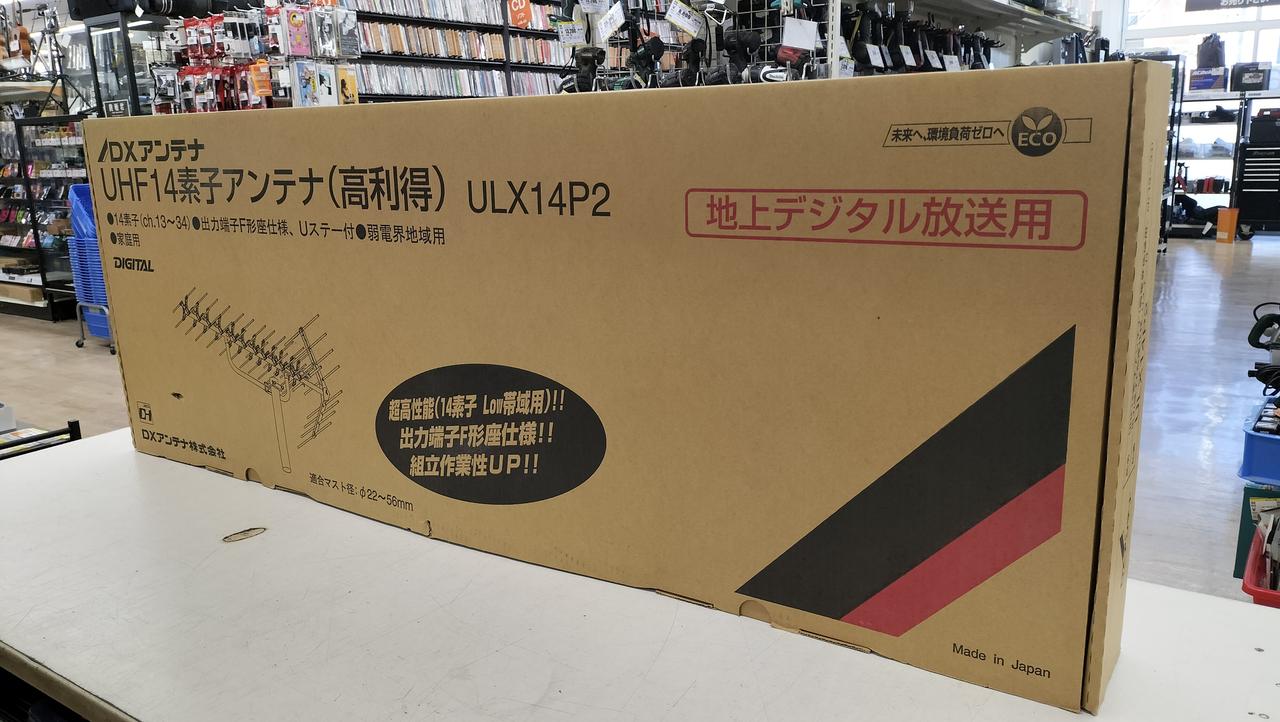 CD
DXアンテナ
UHF14素子アンテナ(高利得) ULX14P2
●14素子(ch.13~34)●出力端子F形座仕様、Uステー付●弱電界地域用
●家庭用
DIGITAL
未来へ、環境負荷ゼロへ ECO
地上デジタル放送用
超高性能(14素子 Low帯域用)!!
出力端子F形座仕様!!
組立作業性UP!!
DXアンテナ株式会社
適合マスト径:φ22~56mm
Made in Japan